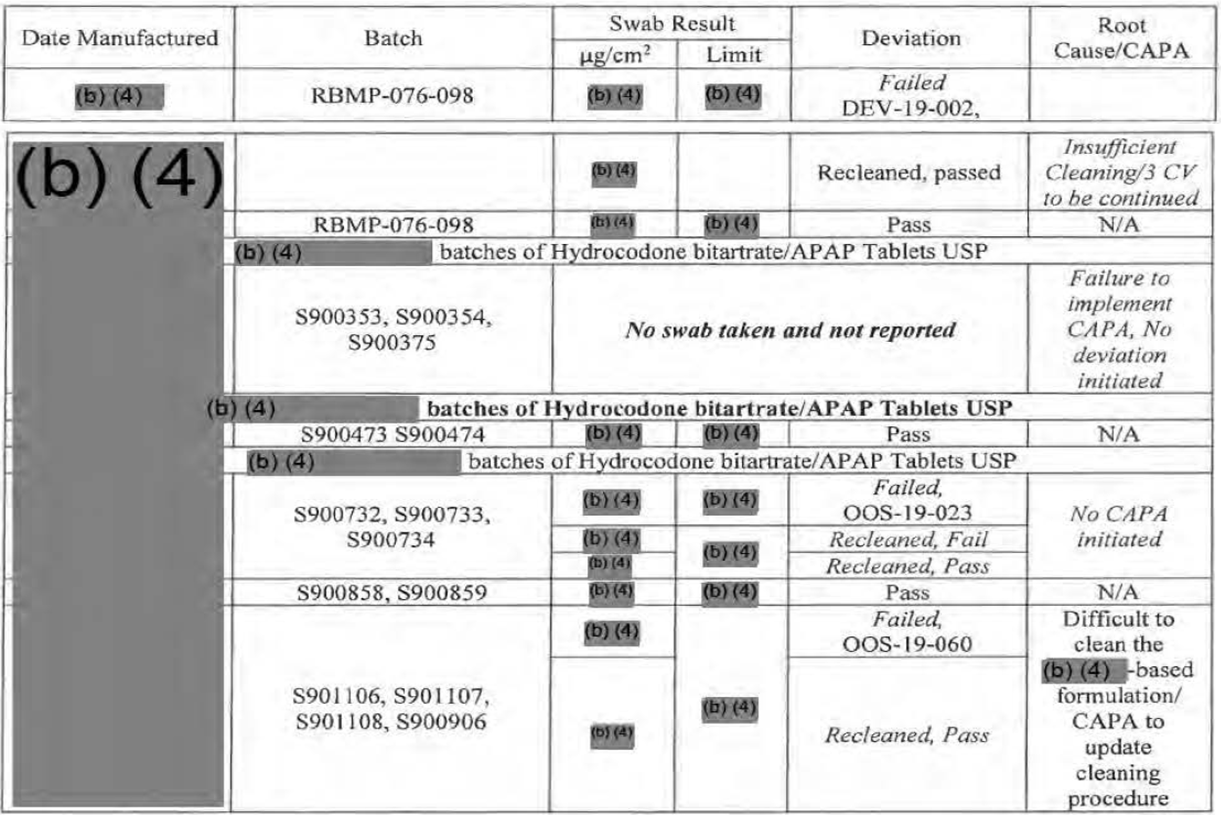 Date Manufactured
Batch
Swab Result
Deviation
Root
Cause/CAPA
µg/cm²
Limit
(b) (4)
RBMP-076-098
(b) (4)
(b) (4)
Failed
DEV-19-002,
(b) (4)
(b) (4)
Recleaned, passed
Insufficient
Cleaning/3 CV
to be continued
RBMP-076-098
(b) (4)
(b) (4)
Pass
N/A
(b) (4) batches of Hydrocodone bitartrate/APAP Tablets USP
S900353, S900354,
S900375
No swab taken and not reported
Failure to
implement
CAPA, No
deviation
initiated
(b) (4) batches of Hydrocodone bitartrate/APAP Tablets USP
S900473 S900474
(b) (4)
(b) (4)
Pass
N/A
(b) (4) batches of Hydrocodone bitartrate/APAP Tablets USP
S900732, S900733,
S900734
(b) (4)
(b) (4)
Failed,
OOS-19-023
(b) (4)
(b) (4)
Recleaned, Fail
(b) (4)
Recleaned, Pass
No CAPA
initiated
S900858, S900859
(b) (4)
(b) (4)
Pass
N/A
S901106, S901107,
S901108, S900906
(b) (4)
(b) (4)
Failed,
OOS-19-060
(b) (4)
Recleaned, Pass
Difficult to
clean the
(b) (4) -based
formulation/
CAPA to
update
cleaning
procedure